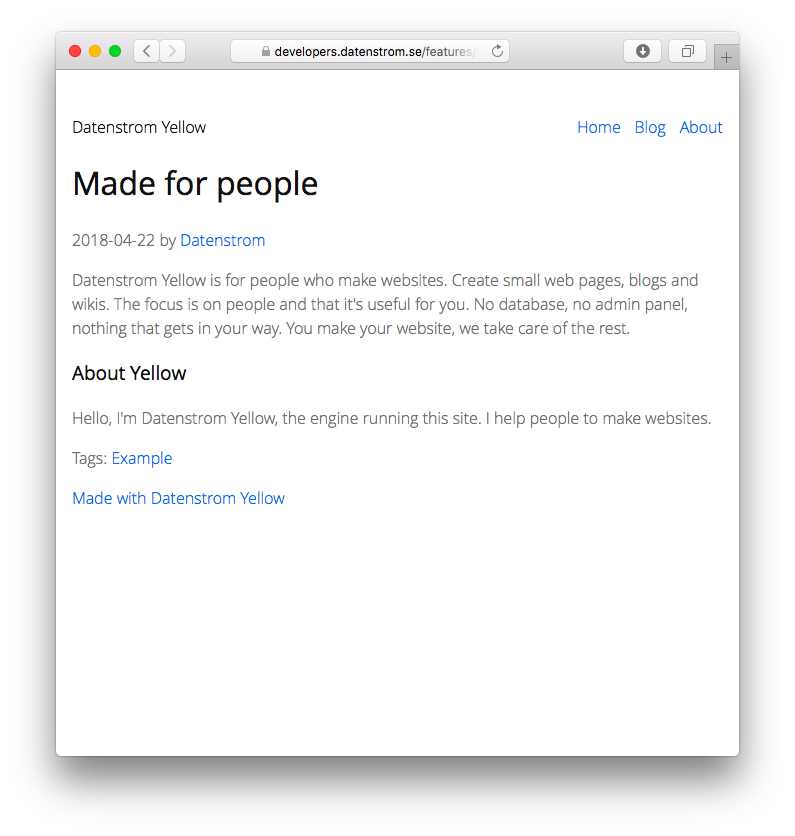 developers.datenstrom.se/features/
Datenstrom Yellow
Home Blog About
Made for people
2018-04-22 by Datenstrom
Datenstrom Yellow is for people who make websites. Create small web pages, blogs and
wikis. The focus is on people and that it's useful for you. No database, no admin panel,
nothing that gets in your way. You make your website, we take care of the rest.
About Yellow
Hello, I'm Datenstrom Yellow, the engine running this site. I help people to make websites.
Tags: Example
Made with Datenstrom Yellow